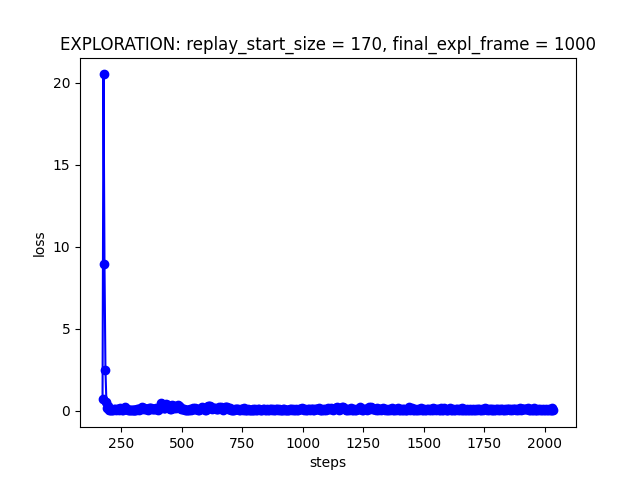 EXPLORATION: replay_start_size = 170, final_expl_frame = 1000
20
15
10
5
0
loss
250 500 750 1000 1250 1500 1750 2000
steps